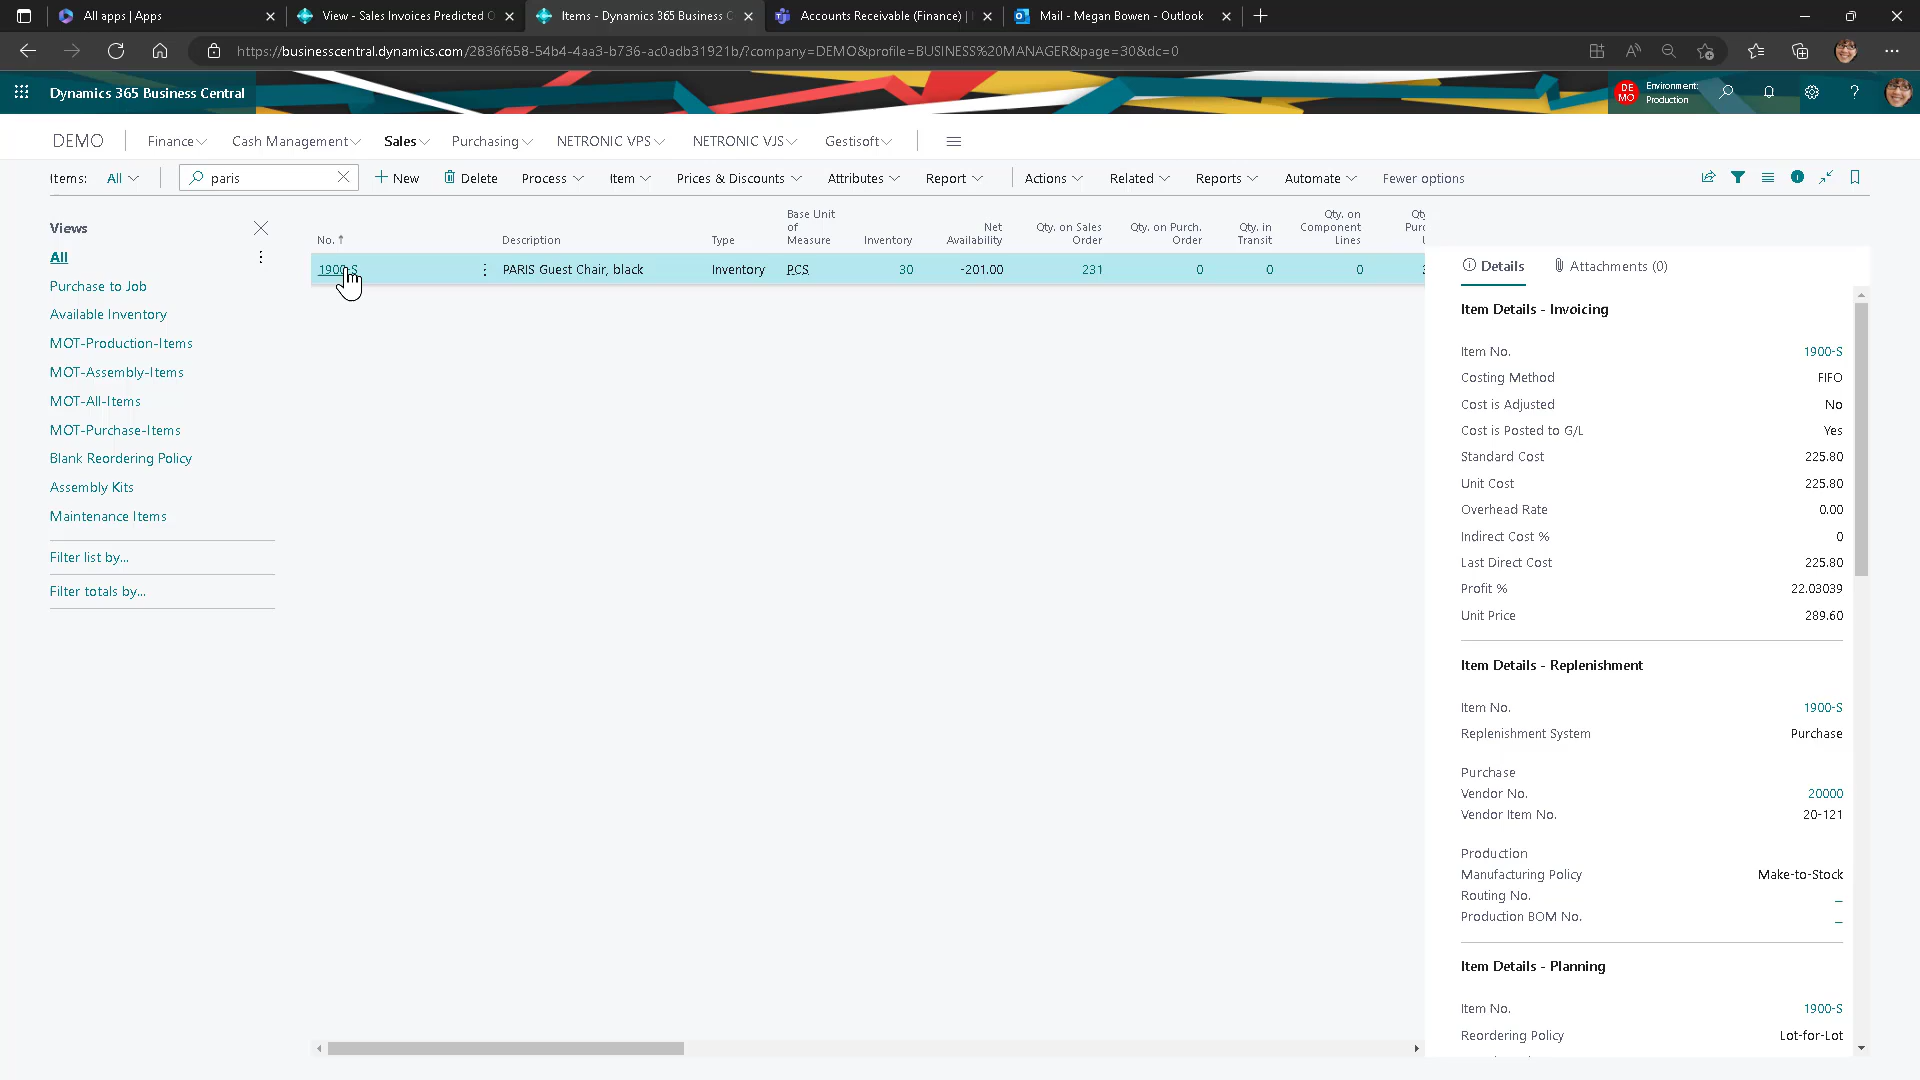 All apps | Apps
View - Sales Invoices Predicted O
Items - Dynamics 365 Business C
Accounts Receivable (Finance) |
Mail - Megan Bowen - Outlook
https://businesscentral.dynamics.com/2836f658-54b4-4aa3-b736-ac0adb31921b/?company=DEMO&profile=BUSINESS%20MANAGER&page=30&dc=0
Dynamics 365 Business Central
DE MO
Environment:
Production
DEMO
Finance
Cash Management
Sales
Purchasing
NETRONIC VPS
NETRONIC VJS
Gestisoft
Items:
All
paris
New
Delete
Process
Item
Prices & Discounts
Attributes
Report
Actions
Related
Reports
Automate
Fewer options
Views
All
Purchase to Job
Available Inventory
MOT-Production-Items
MOT-Assembly-Items
MOT-All-Items
MOT-Purchase-Items
Blank Reordering Policy
Assembly Kits
Maintenance Items
Filter list by...
Filter totals by...
No. ↑
Description
Type
Base Unit of Measure
Inventory
Net Availability
Qty. on Sales Order
Qty. on Purch. Order
Qty. in Transit
Qty. on Component Lines
1900-S
PARIS Guest Chair, black
Inventory
PCS
30
-201.00
231
0
0
0
Details
Attachments (0)
Item Details - Invoicing
Item No. 1900-S
Costing Method FIFO
Cost is Adjusted No
Cost is Posted to G/L Yes
Standard Cost 225.80
Unit Cost 225.80
Overhead Rate 0.00
Indirect Cost % 0
Last Direct Cost 225.80
Profit % 22.03039
Unit Price 289.60
Item Details - Replenishment
Item No. 1900-S
Replenishment System Purchase
Purchase
Vendor No. 20000
Vendor Item No. 20-121
Production
Manufacturing Policy Make-to-Stock
Routing No. _
Production BOM No. _
Item Details - Planning
Item No. 1900-S
Reordering Policy Lot-for-Lot